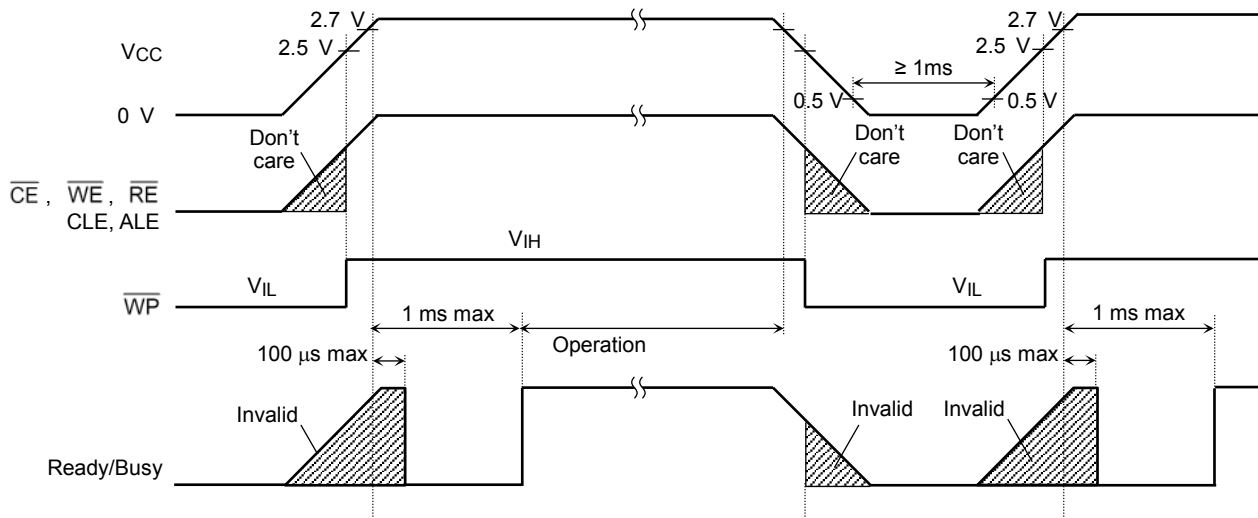 2.7 V
2.5 V
VCC
0 V
≥ 1ms
0.5 V
0.5 V
2.7 V
2.5 V
Don't
care
Don't
care
Don't
care
CE , WE , RE
CLE, ALE
VIH
VIL
VIL
WP
1 ms max
Operation
1 ms max
100 μs max
100 μs max
Invalid
Invalid
Invalid
Ready/Busy